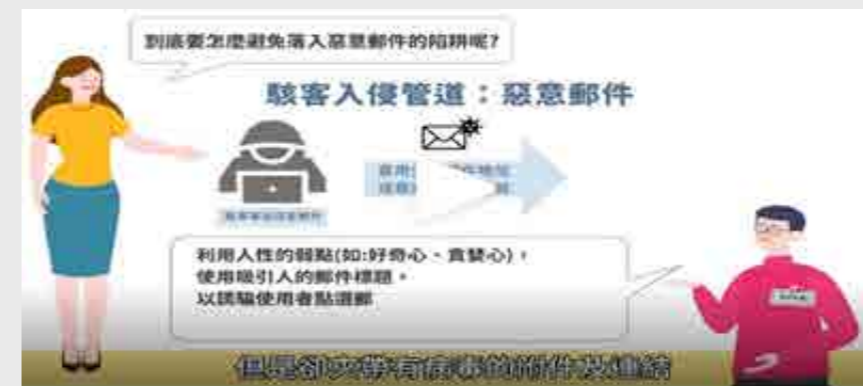 到底要怎麼避免落入惡意郵件的陷阱呢?
駭客入侵管道：惡意郵件
利用人性的弱點(如:好奇心、貪婪心)，
使用吸引人的郵件標題。
以誘騙使用者點選郵
但是卻夾帶有病毒的附件及連結